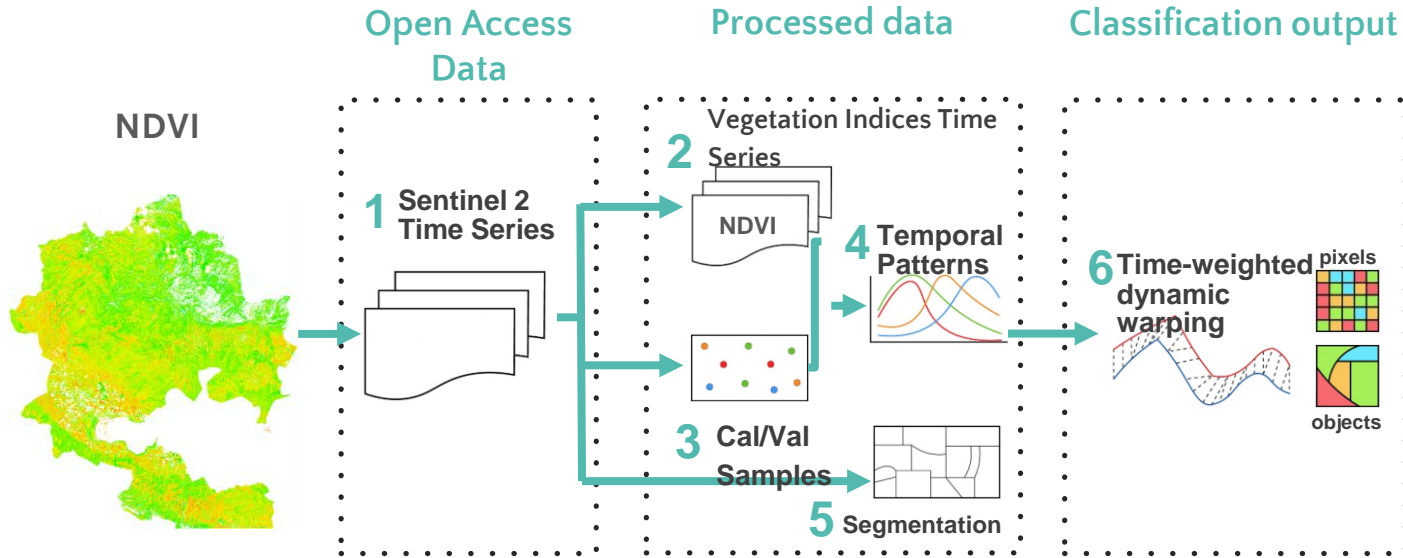 Open Access
Data
Processed data
Classification output
NDVI
1 Sentinel 2
Time Series
Vegetation Indices Time
2 Series
NDVI
4 Temporal
Patterns
3 Cal/Val
Samples
5 Segmentation
6 Time-weighted
dynamic
warping
pixels
objects